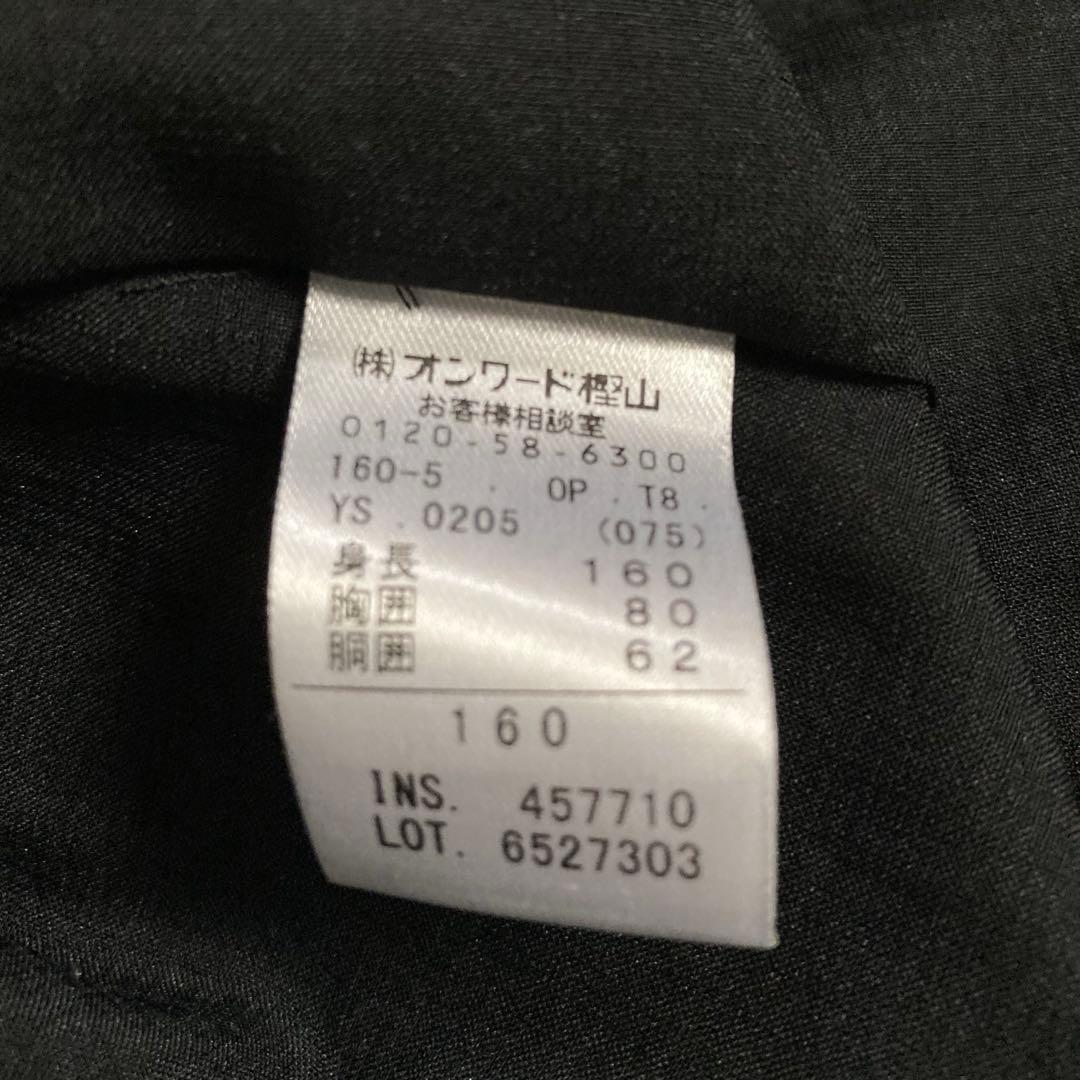 (株)オンワード樫山
お客様相談室
0120-58-6300
160-5 . OP . T8 .
YS . 0205 (075)
身長 160
胸囲 80
胴囲 62
160
INS. 457710
LOT. 6527303